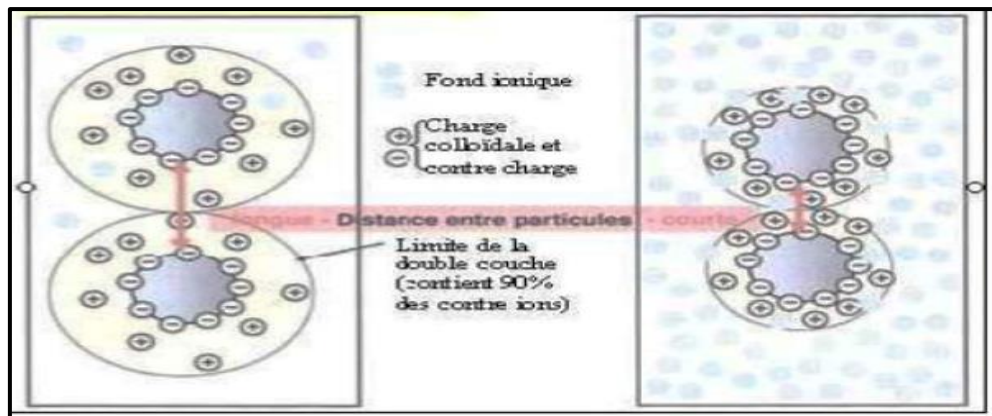 Fond ionique
Charge
colloïdale et
contre charge
longue - Distance entre particules - courte
Limite de la
double couche
(contient 90%
des contre ions)